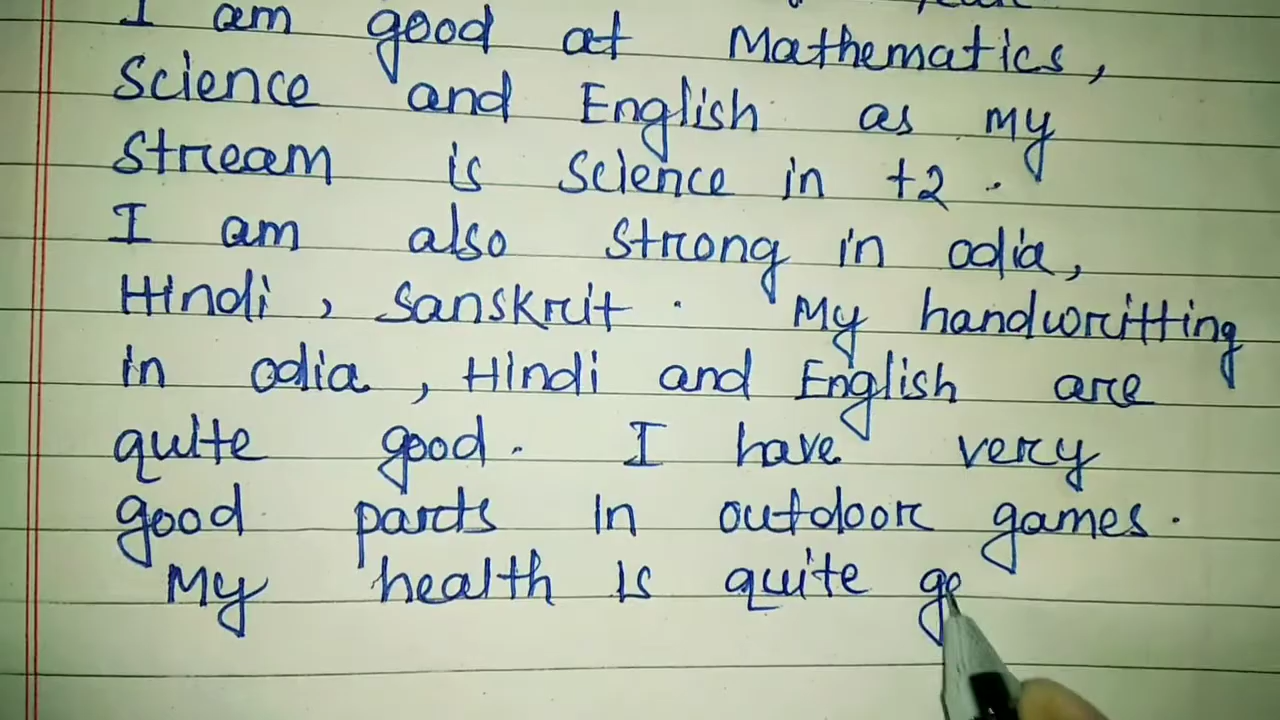 I am good at Mathematics,
Science and English as my
stream is science in +2.
I am also strong in odia,
Hindi, Sanskrit. My handwritting
in odia, Hindi and English are
quite good. I have very
good parts in outdoor games.
My health is quite go